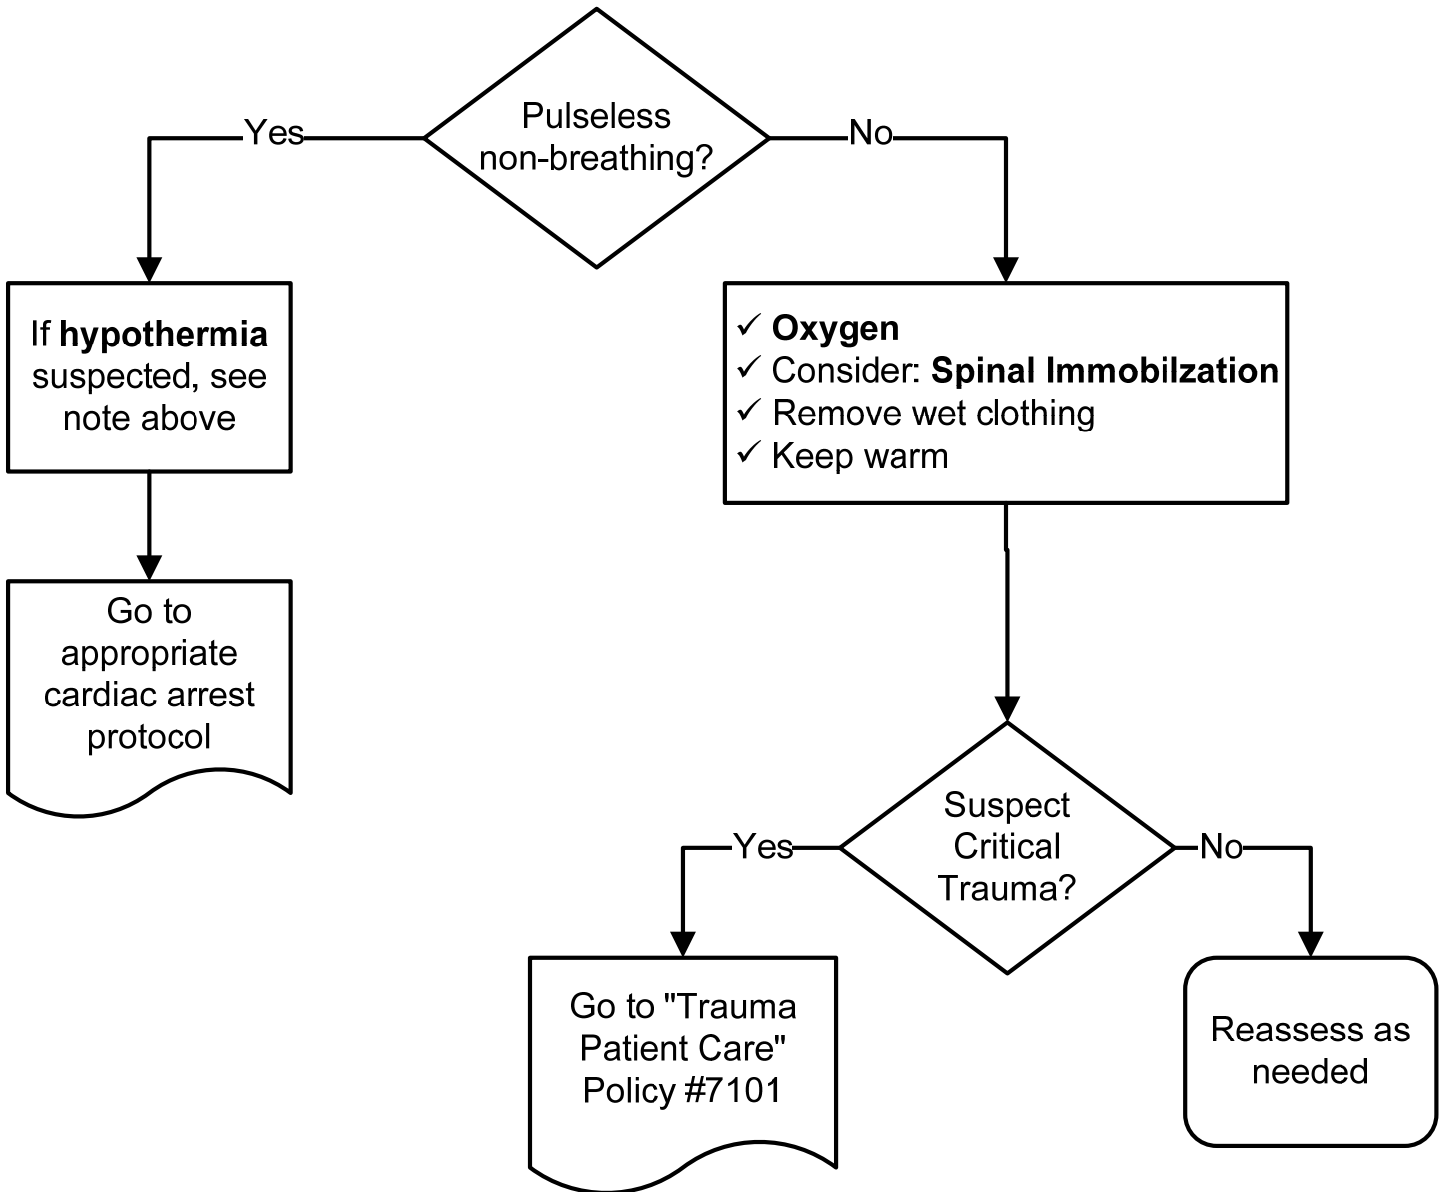 Pulseless
non-breathing?
Yes
No
If hypothermia
suspected, see
note above
✓ Oxygen
✓ Consider: Spinal Immobilzation
✓ Remove wet clothing
✓ Keep warm
Go to
appropriate
cardiac arrest
protocol
Suspect
Critical
Trauma?
Yes
No
Go to "Trauma
Patient Care"
Policy #7101
Reassess as
needed